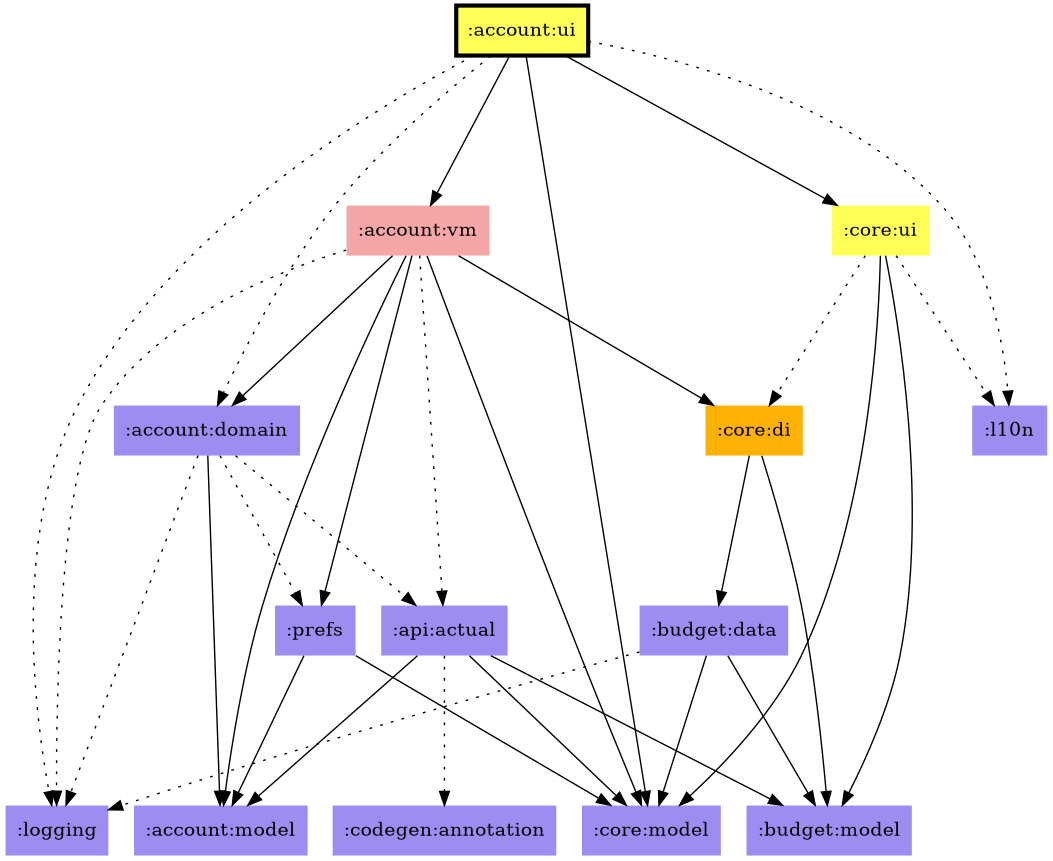 :account:ui
:account:vm
:core:ui
:account:domain
:core:di
:l10n
:prefs
:api:actual
:budget:data
:logging
:account:model
:codegen:annotation
:core:model
:budget:model